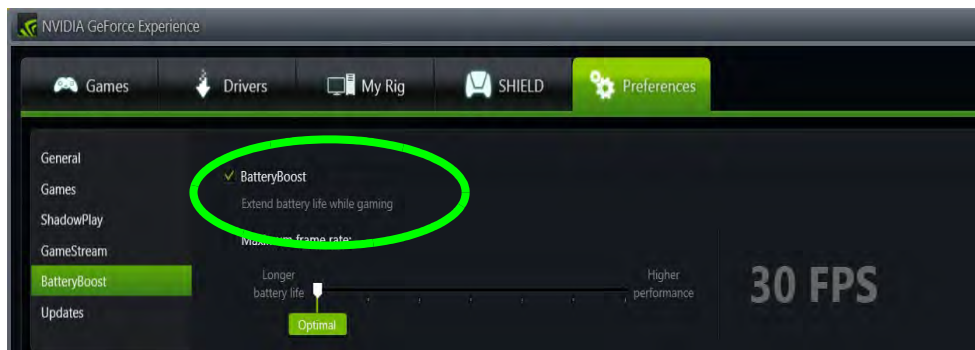 NVIDIA GeForce Experience
Games Drivers My Rig SHIELD Preferences
General
Games
ShadowPlay
GameStream
BatteryBoost
Updates
BatteryBoost
Extend battery life while gaming
Maximum frame rate:
Longer
battery life
Higher
performance
Optimal
30 FPS